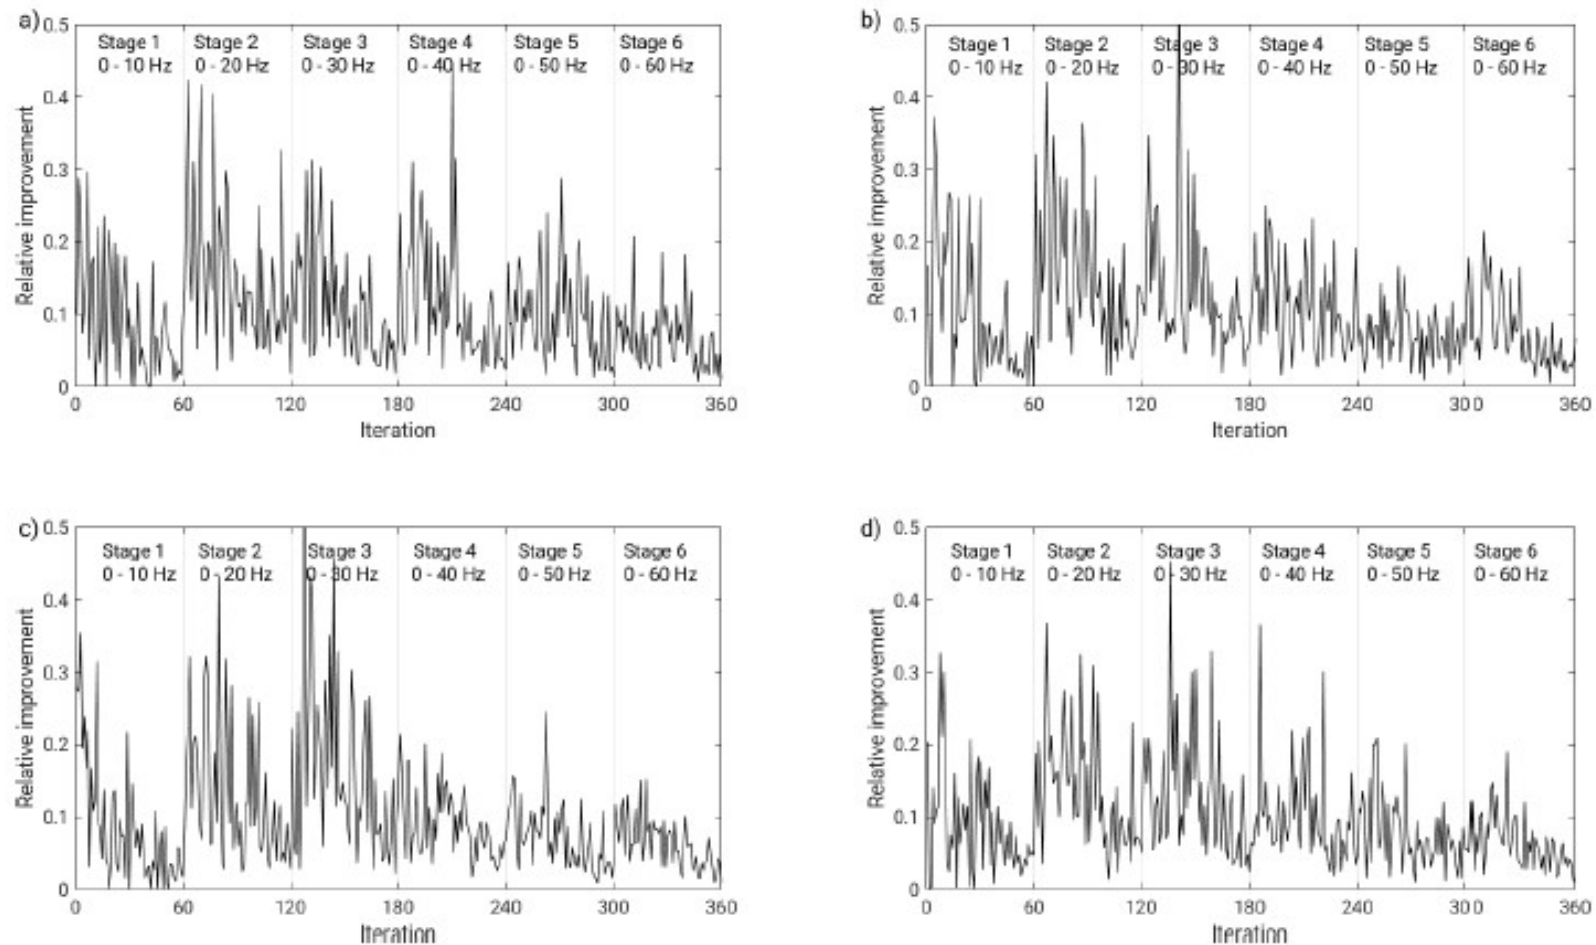 a)
0.5
Stage 1 Stage 2 Stage 3 Stage 4 Stage 5 Stage 6
0 - 10 Hz 0 - 20 Hz 0 - 30 Hz 0 - 40 Hz 0 - 50 Hz 0 - 60 Hz
0.4
0.3
0.2
0.1
0
Relative improvement
0 60 120 180 240 300 360
Iteration
b)
0.5
Stage 1 Stage 2 Stage 3 Stage 4 Stage 5 Stage 6
0 - 10 Hz 0 - 20 Hz 0 - 30 Hz 0 - 40 Hz 0 - 50 Hz 0 - 60 Hz
0.4
0.3
0.2
0.1
0
Relative improvement
0 60 120 180 240 300 360
Iteration
c)
0.5
Stage 1 Stage 2 Stage 3 Stage 4 Stage 5 Stage 6
0 - 10 Hz 0 - 20 Hz 0 - 30 Hz 0 - 40 Hz 0 - 50 Hz 0 - 60 Hz
0.4
0.3
0.2
0.1
0
Relative improvement
0 60 120 180 240 300 360
Iteration
d)
0.5
Stage 1 Stage 2 Stage 3 Stage 4 Stage 5 Stage 6
0 - 10 Hz 0 - 20 Hz 0 - 30 Hz 0 - 40 Hz 0 - 50 Hz 0 - 60 Hz
0.4
0.3
0.2
0.1
0
Relative improvement
0 60 120 180 240 300 360
Iteration